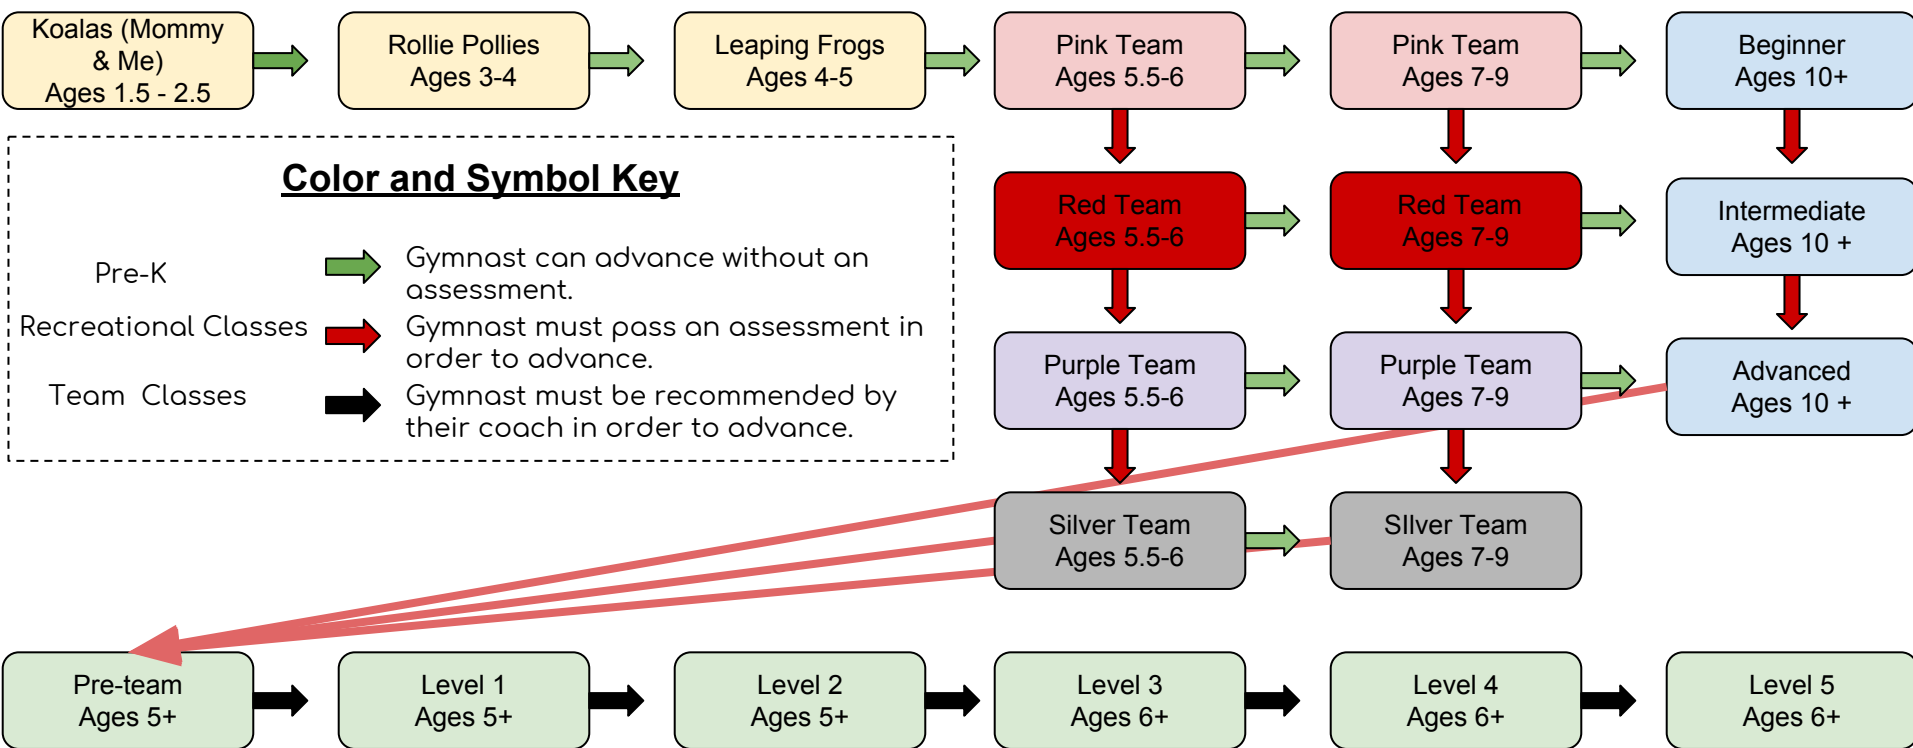 Koalas (Mommy
& Me)
Ages 1.5 - 2.5
Rollie Pollies
Ages 3-4
Leaping Frogs
Ages 4-5
Pink Team
Ages 5.5-6
Pink Team
Ages 7-9
Beginner
Ages 10+
Color and Symbol Key
Pre-K
Gymnast can advance without an
assessment.
Recreational Classes
Gymnast must pass an assessment in
order to advance.
Team Classes
Gymnast must be recommended by
their coach in order to advance.
Red Team
Ages 5.5-6
Red Team
Ages 7-9
Intermediate
Ages 10 +
Purple Team
Ages 5.5-6
Purple Team
Ages 7-9
Advanced
Ages 10 +
Silver Team
Ages 5.5-6
SIlver Team
Ages 7-9
Pre-team
Ages 5+
Level 1
Ages 5+
Level 2
Ages 5+
Level 3
Ages 6+
Level 4
Ages 6+
Level 5
Ages 6+